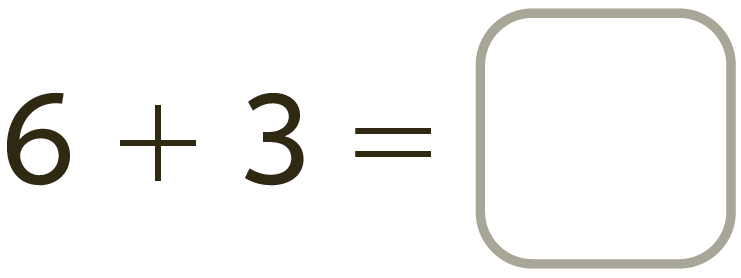 6 + 3 =